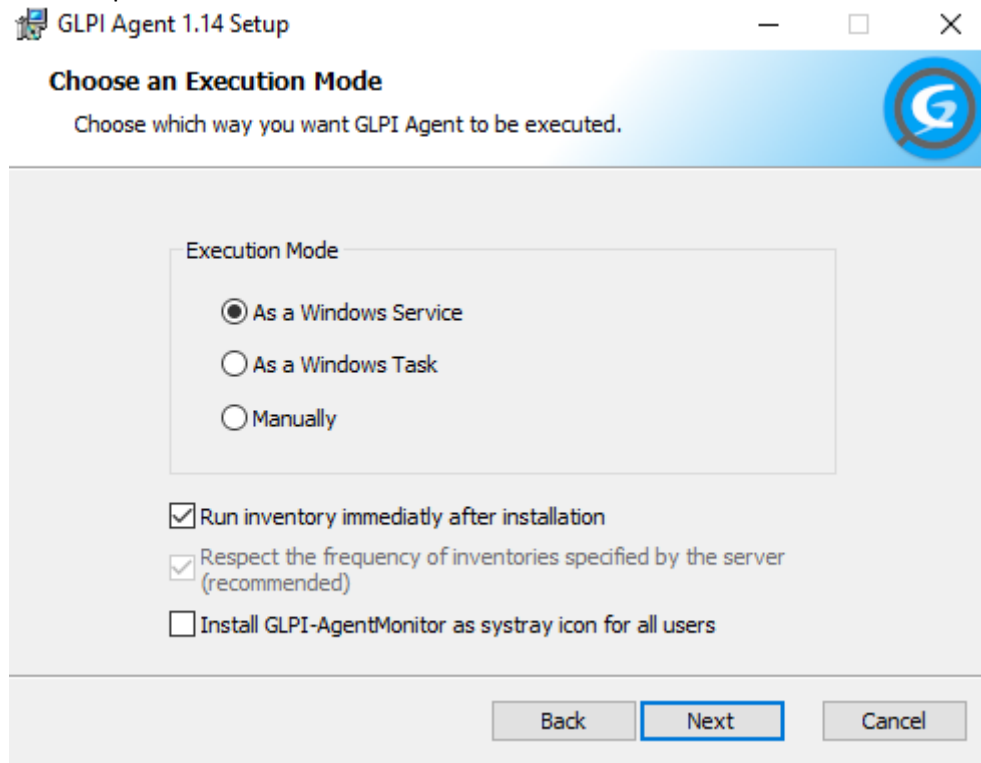 GLPI Agent 1.14 Setup
Choose an Execution Mode
Choose which way you want GLPI Agent to be executed.
Execution Mode
As a Windows Service
As a Windows Task
Manually
Run inventory immediatly after installation
Respect the frequency of inventories specified by the server
(recommended)
Install GLPI-AgentMonitor as systray icon for all users
Back Next Cancel